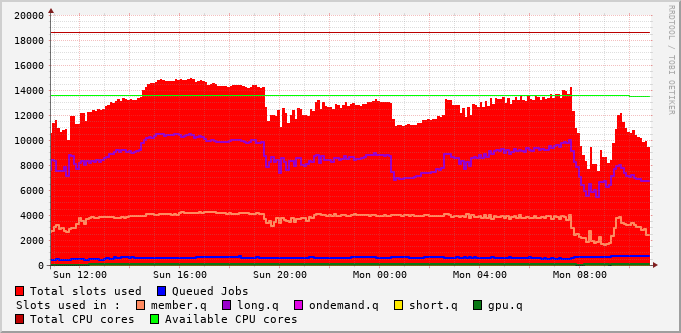 RRDTOOL / TOBI OETIKER
20000
18000
16000
14000
12000
10000
8000
6000
4000
2000
0
Sun 12:00 Sun 16:00 Sun 20:00 Mon 00:00 Mon 04:00 Mon 08:00
Total slots used Queued Jobs
Slots used in : member.q long.q ondemand.q short.q gpu.q
Total CPU cores Available CPU cores